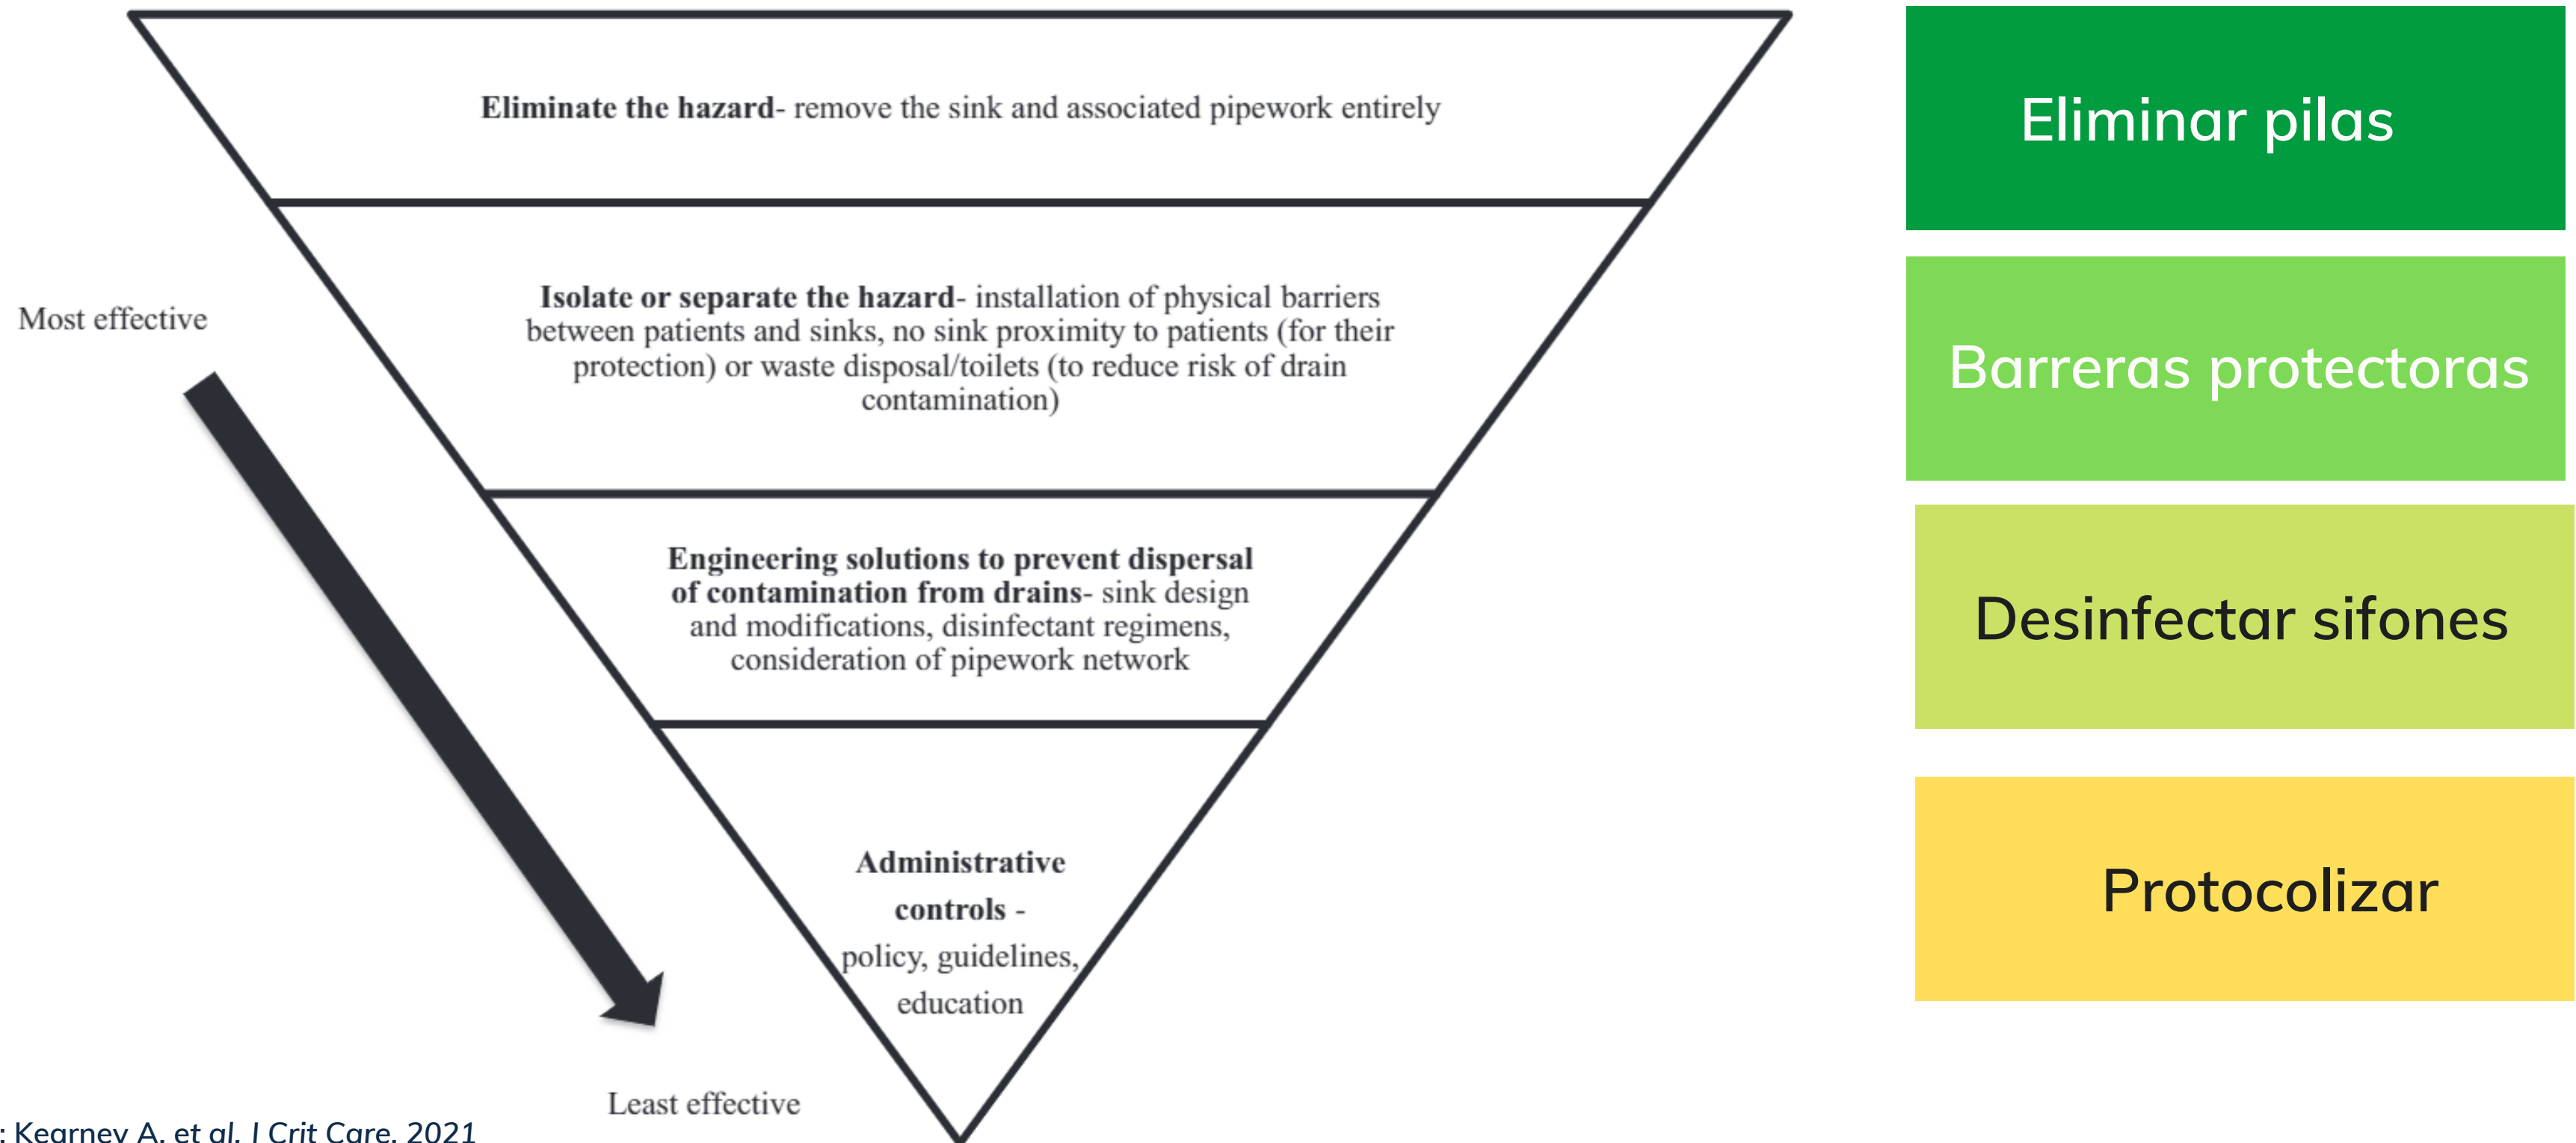 Eliminate the hazard- remove the sink and associated pipework entirely
Eliminar pilas
Most effective
Isolate or separate the hazard- installation of physical barriers
between patients and sinks, no sink proximity to patients (for their
protection) or waste disposal/toilets (to reduce risk of drain
contamination)
Barreras protectoras
Engineering solutions to prevent dispersal
of contamination from drains- sink design
and modifications, disinfectant regimens,
consideration of pipework network
Desinfectar sifones
Administrative
controls -
policy, guidelines,
education
Protocolizar
Least effective
: Kearney A, et al. J Crit Care. 2021